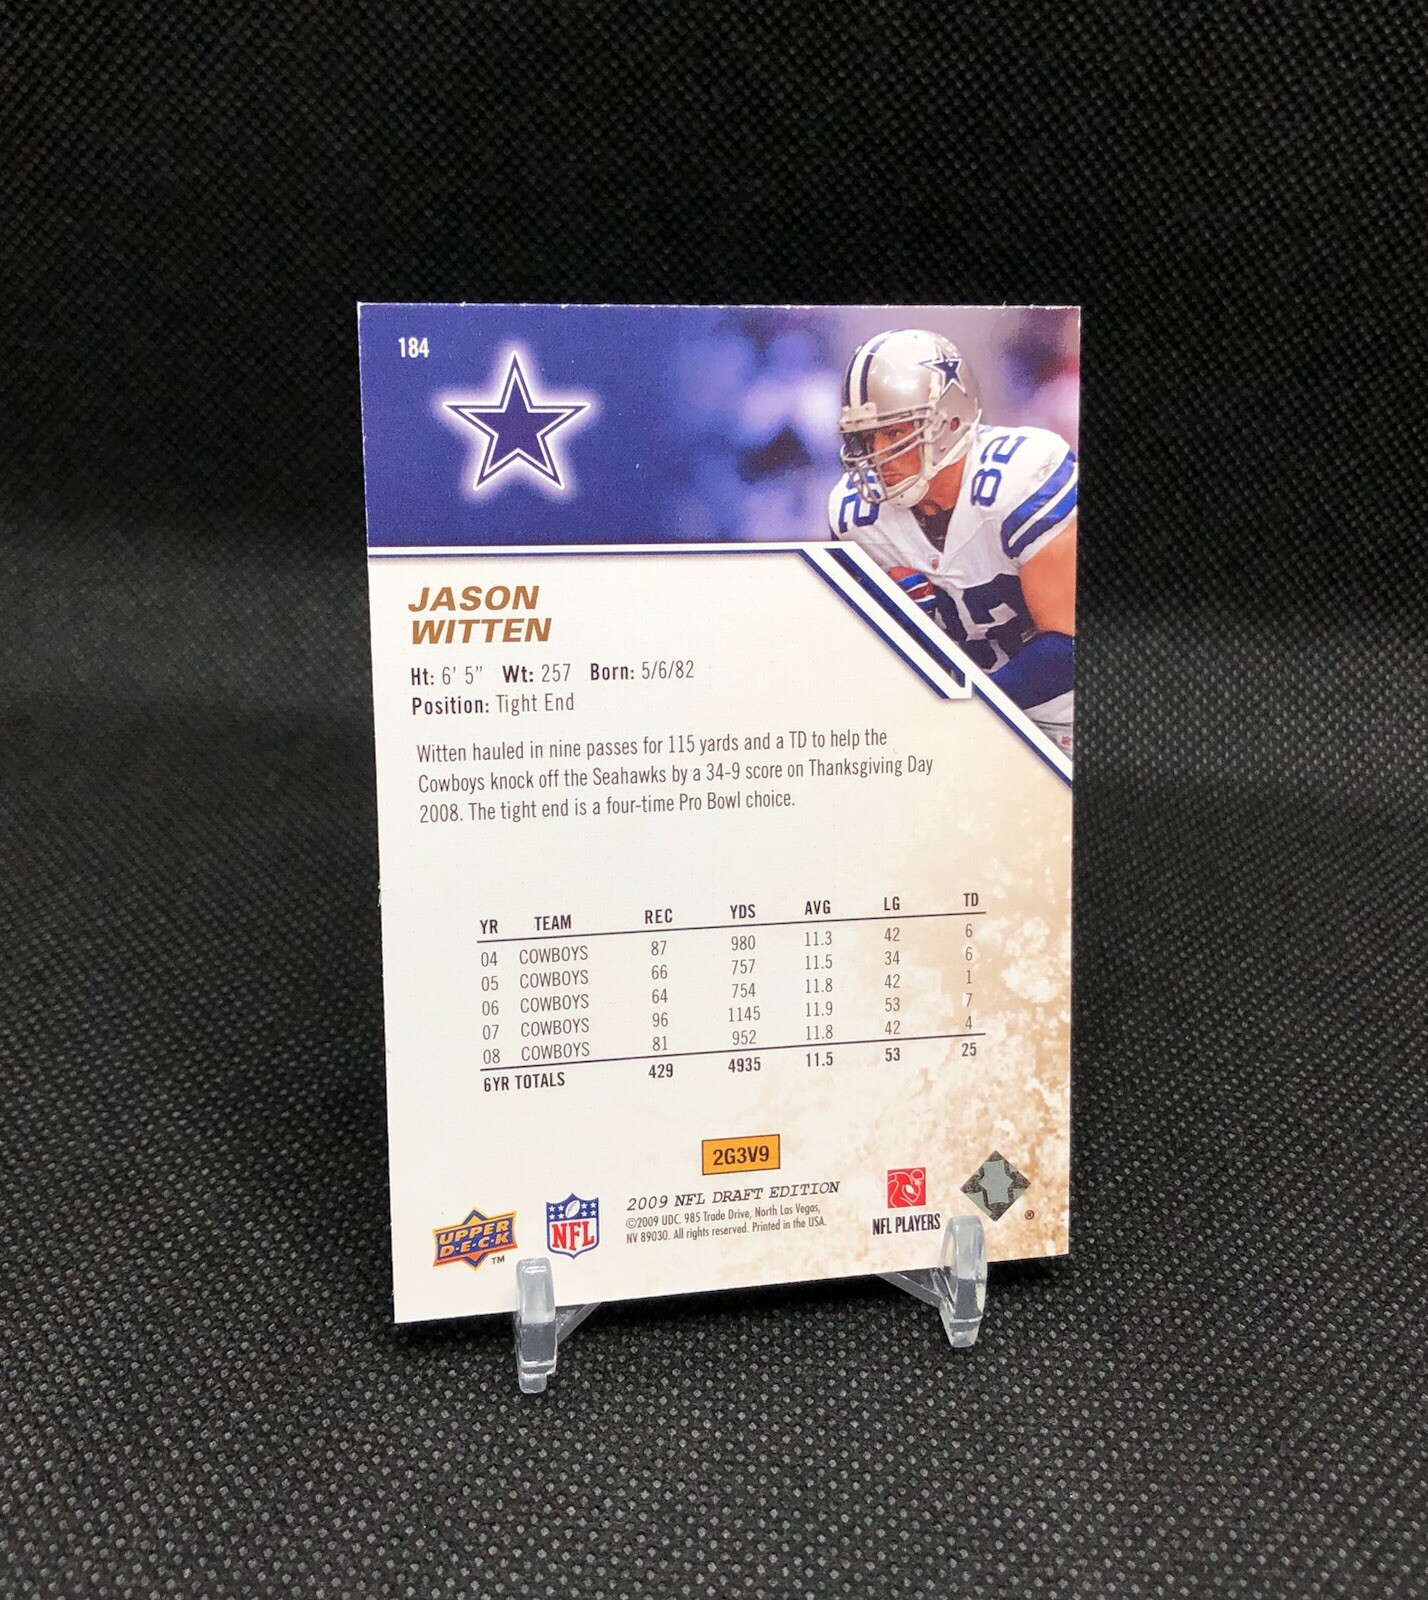 184
82
JASON
WITTEN
Ht: 6' 5" Wt: 257 Born: 5/6/82
Position: Tight End
Witten hauled in nine passes for 115 yards and a TD to help the
Cowboys knock off the Seahawks by a 34-9 score on Thanksgiving Day
2008. The tight end is a four-time Pro Bowl choice.
YR TEAM REC YDS AVG LG TD
04 COWBOYS 87 980 11.3 42 6
05 COWBOYS 66 757 11.5 34 6
06 COWBOYS 64 754 11.8 42 1
07 COWBOYS 96 1145 11.9 53 7
08 COWBOYS 81 952 11.8 42 4
6YR TOTALS 429 4935 11.5 53 25
2G3V9
UPPER
D·E·C·K
TM
NFL
2009 NFL DRAFT EDITION
©2009 UDC. 985 Trade Drive, North Las Vegas,
NV 89030. All rights reserved. Printed in the USA.
NFL PLAYERS
®